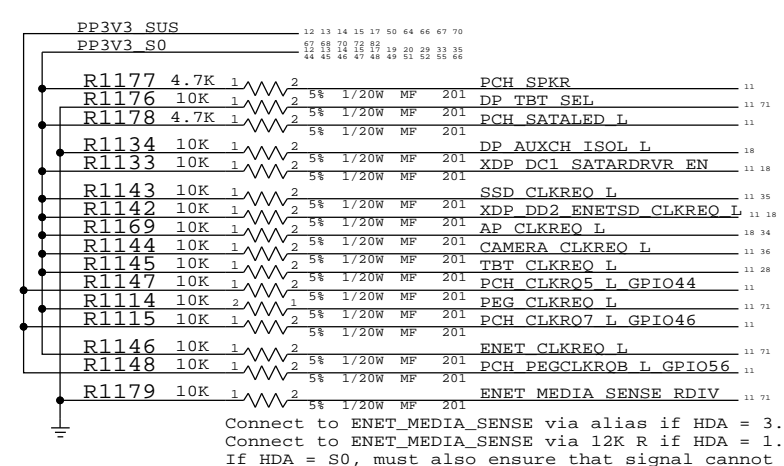 PP3V3_SUS 12 13 14 15 17 50 64 66 67 70
PP3V3_S0 67 68 70 72 82
12 13 14 15 17 19 20 29 33 35
44 45 46 47 48 49 51 52 55 66
R1177 4.7K 1 2 PCH_SPKR 11
5% 1/20W MF 201
R1176 10K 1 2 DP_TBT_SEL 11 71
5% 1/20W MF 201
R1178 4.7K 1 2 PCH_SATALED_L 11
5% 1/20W MF 201
R1134 10K 1 2 DP_AUXCH_ISOL_L 18
5% 1/20W MF 201
R1133 10K 1 2 XDP_DC1_SATARDRVR_EN 11 18
5% 1/20W MF 201
R1143 10K 1 2 SSD_CLKREQ_L 11 35
5% 1/20W MF 201
R1142 10K 1 2 XDP_DD2_ENETSD_CLKREQ_L 11 18
5% 1/20W MF 201
R1169 10K 1 2 AP_CLKREQ_L 18 34
5% 1/20W MF 201
R1144 10K 1 2 CAMERA_CLKREQ_L 11 36
5% 1/20W MF 201
R1145 10K 1 2 TBT_CLKREQ_L 11 28
5% 1/20W MF 201
R1147 10K 1 2 PCH_CLKRQ5_L_GPIO44 11
5% 1/20W MF 201
R1114 10K 2 1 PEG_CLKREQ_L 11 71
5% 1/20W MF 201
R1115 10K 1 2 PCH_CLKRQ7_L_GPIO46 11
5% 1/20W MF 201
R1146 10K 1 2 ENET_CLKREQ_L 11 71
5% 1/20W MF 201
R1148 10K 1 2 PCH_PEGCLKRQB_L_GPIO56 11
5% 1/20W MF 201
R1179 10K 1 2 ENET_MEDIA_SENSE_RDIV 11 71
5% 1/20W MF 201
Connect to ENET_MEDIA_SENSE via alias if HDA = 3.
Connect to ENET_MEDIA_SENSE via 12K R if HDA = 1.
If HDA = S0, must also ensure that signal cannot